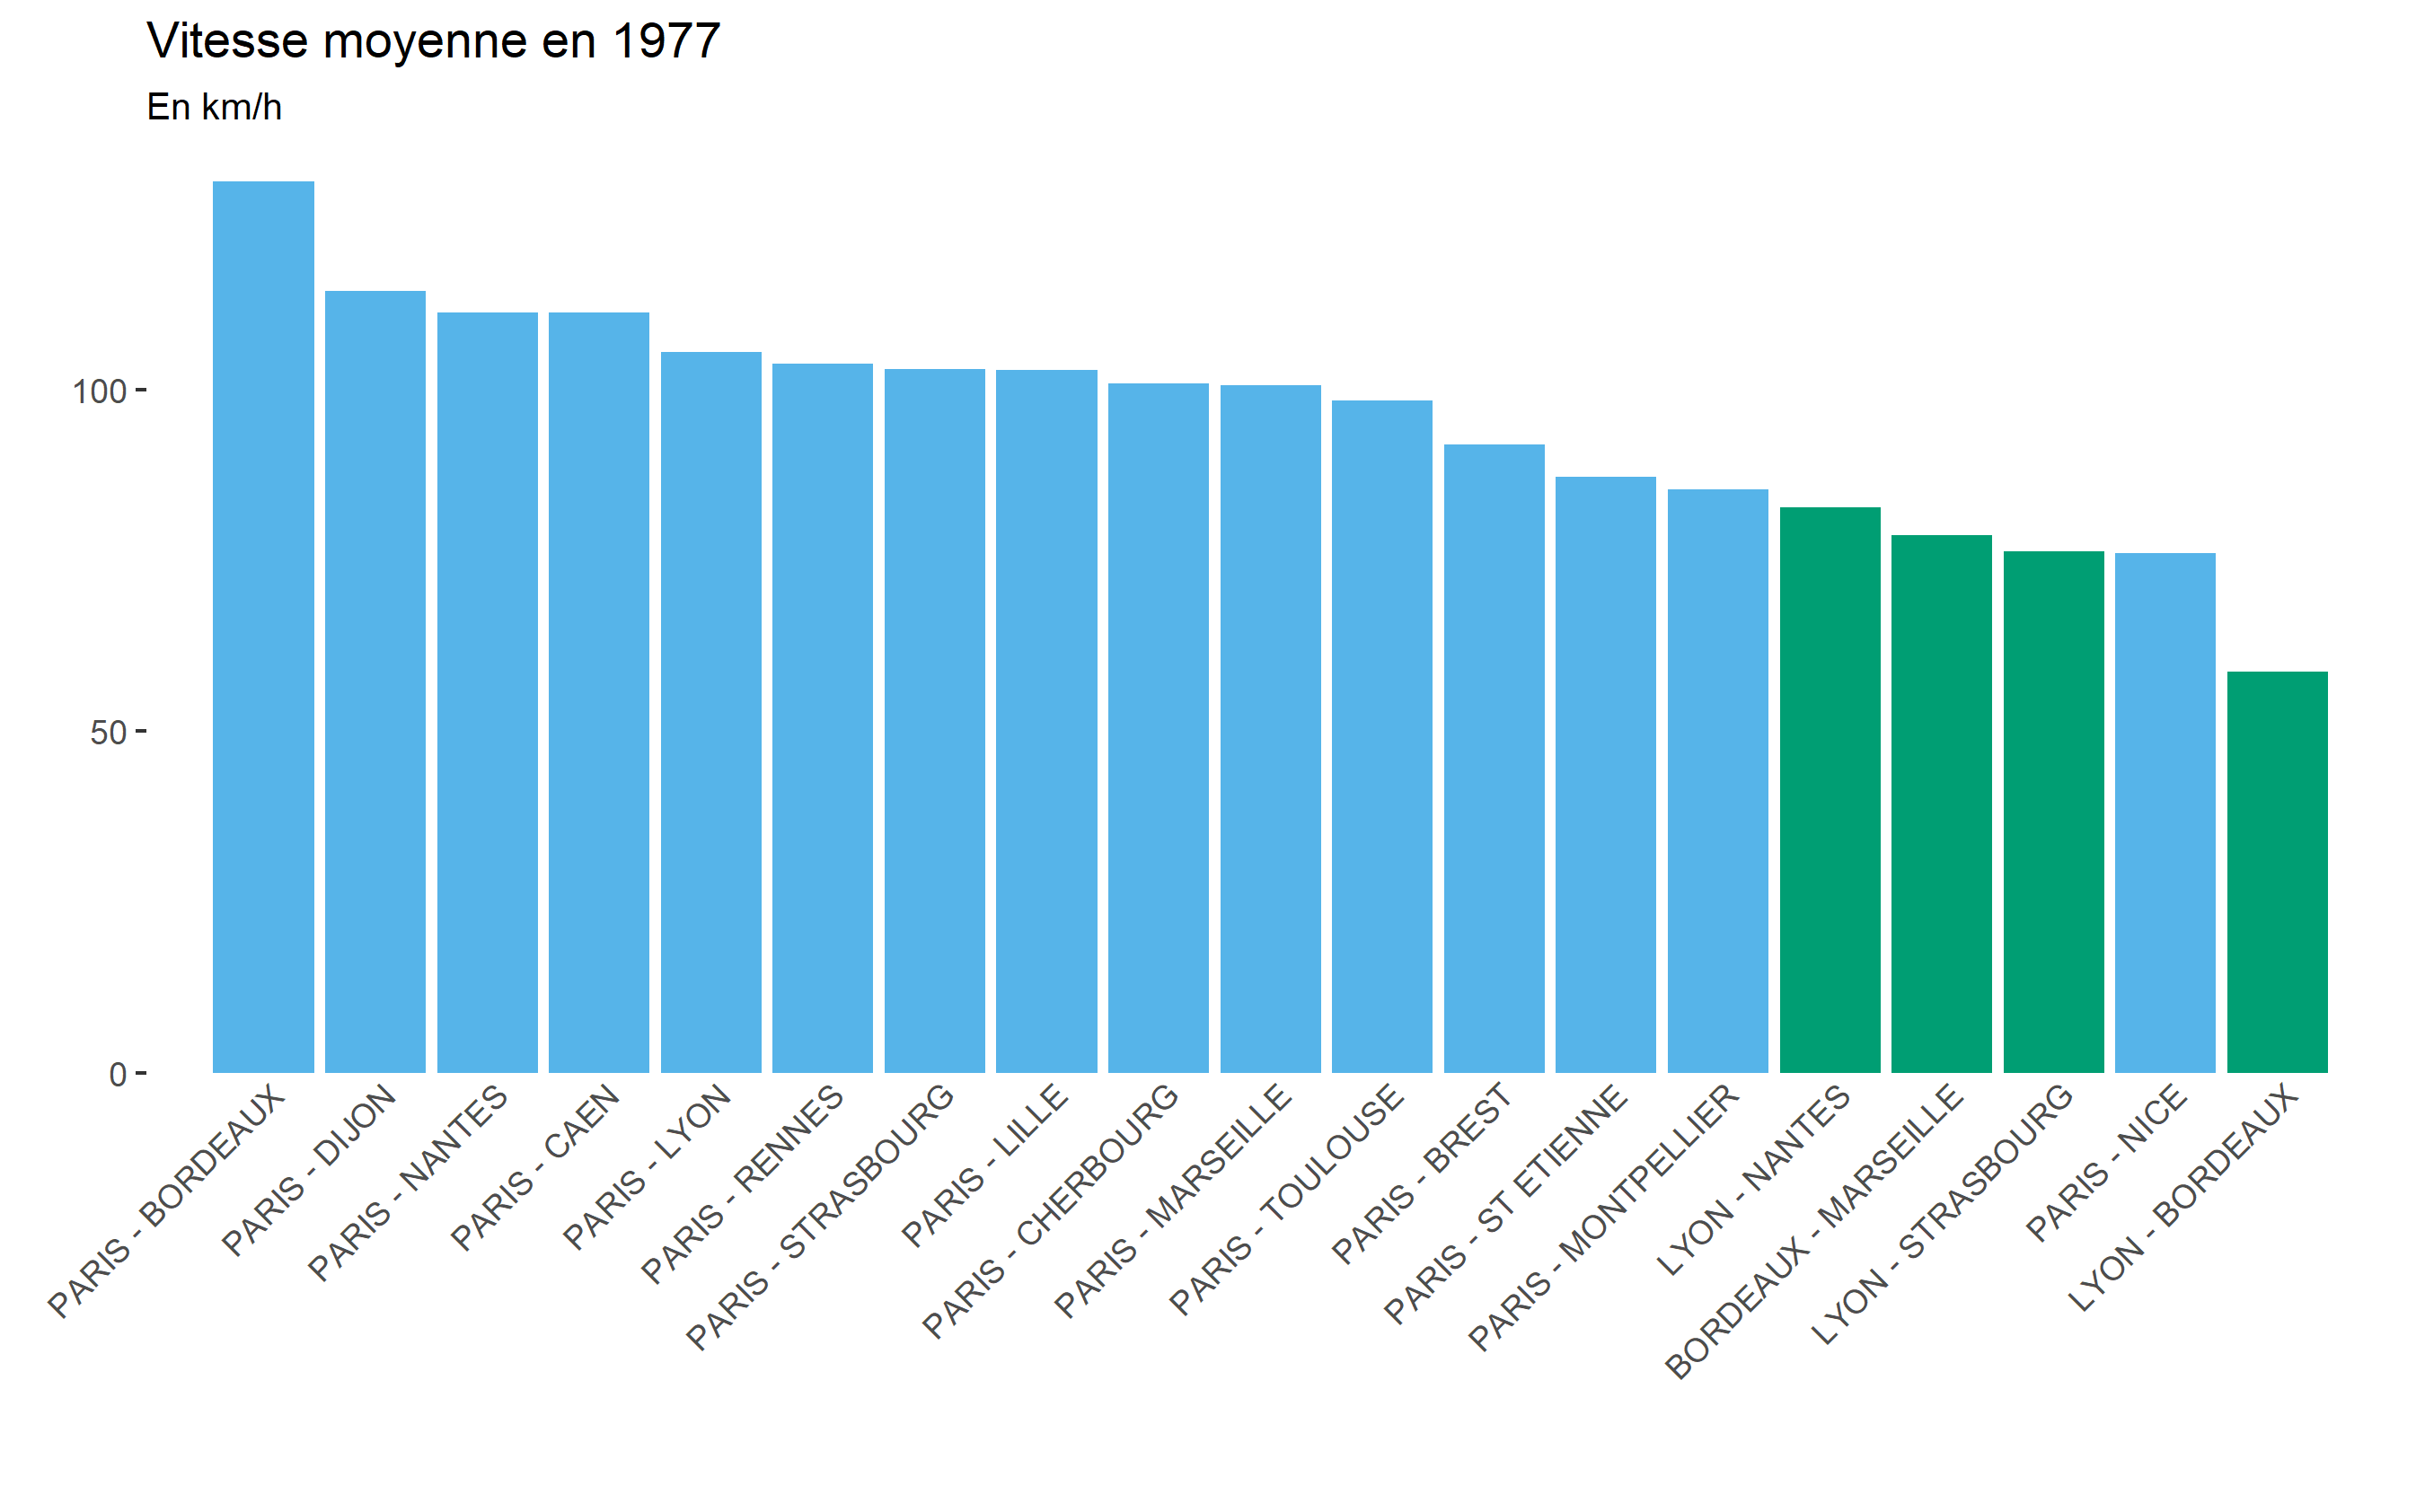 Vitesse moyenne en 1977
En km/h
100
50
0
PARIS - BORDEAUX
PARIS - DIJON
PARIS - NANTES
PARIS - CAEN
PARIS - LYON
PARIS - RENNES
PARIS - STRASBOURG
PARIS - LILLE
PARIS - CHERBOURG
PARIS - MARSEILLE
PARIS - TOULOUSE
PARIS - BREST
PARIS - ST ETIENNE
PARIS - MONTPELLIER
LYON - NANTES
BORDEAUX - MARSEILLE
LYON - STRASBOURG
PARIS - NICE
LYON - BORDEAUX